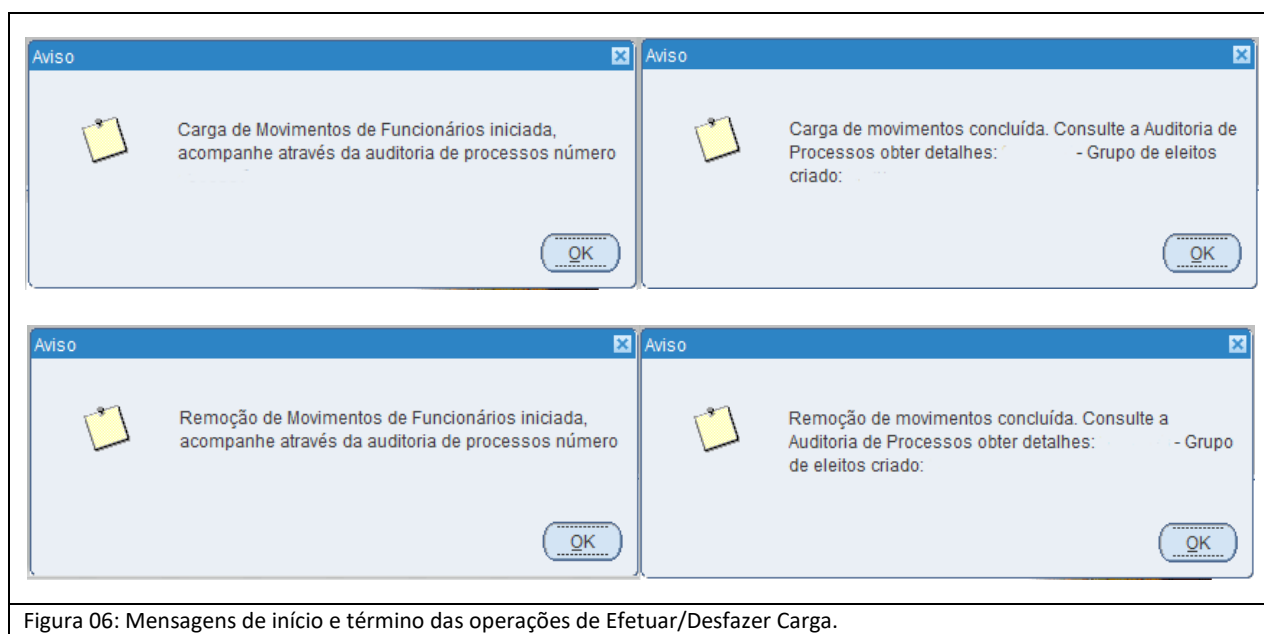 Aviso
Carga de Movimentos de Funcionários iniciada,
acompanhe através da auditoria de processos número
OK
Aviso
Carga de movimentos concluída. Consulte a Auditoria de
Processos obter detalhes: - Grupo de eleitos
criado:
OK
Aviso
Remoção de Movimentos de Funcionários iniciada,
acompanhe através da auditoria de processos número
OK
Aviso
Remoção de movimentos concluída. Consulte a
Auditoria de Processos obter detalhes: - Grupo
de eleitos criado:
OK
Figura 06: Mensagens de início e término das operações de Efetuar/Desfazer Carga.